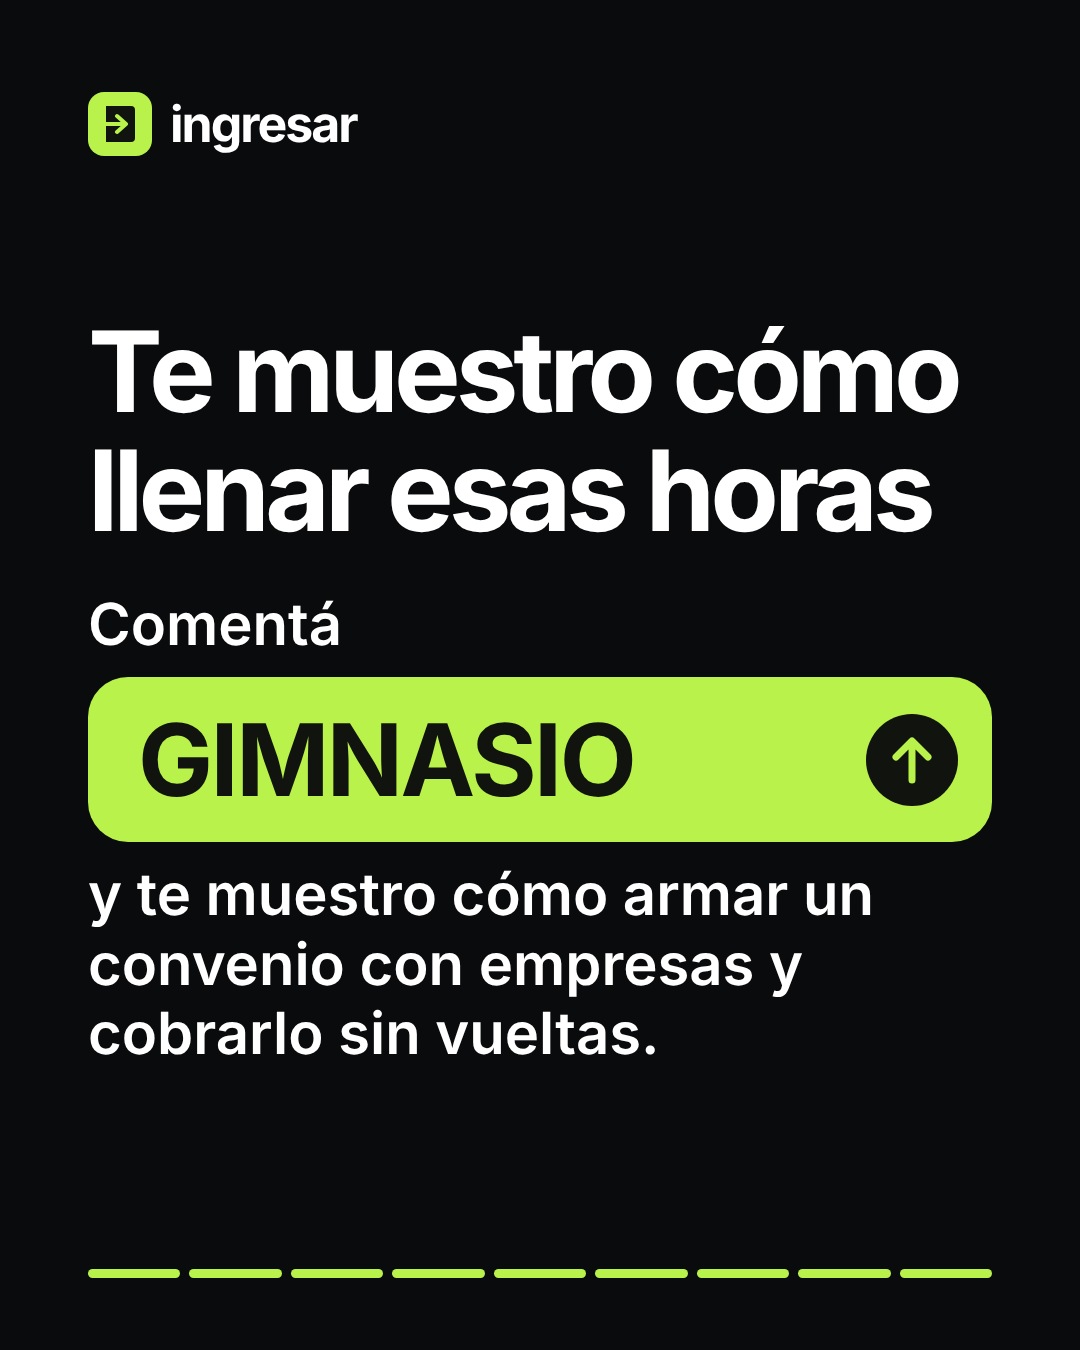 ingresar
Te muestro cómo
llenar esas horas
Comentá
GIMNASIO
y te muestro cómo armar un
convenio con empresas y
cobrarlo sin vueltas.